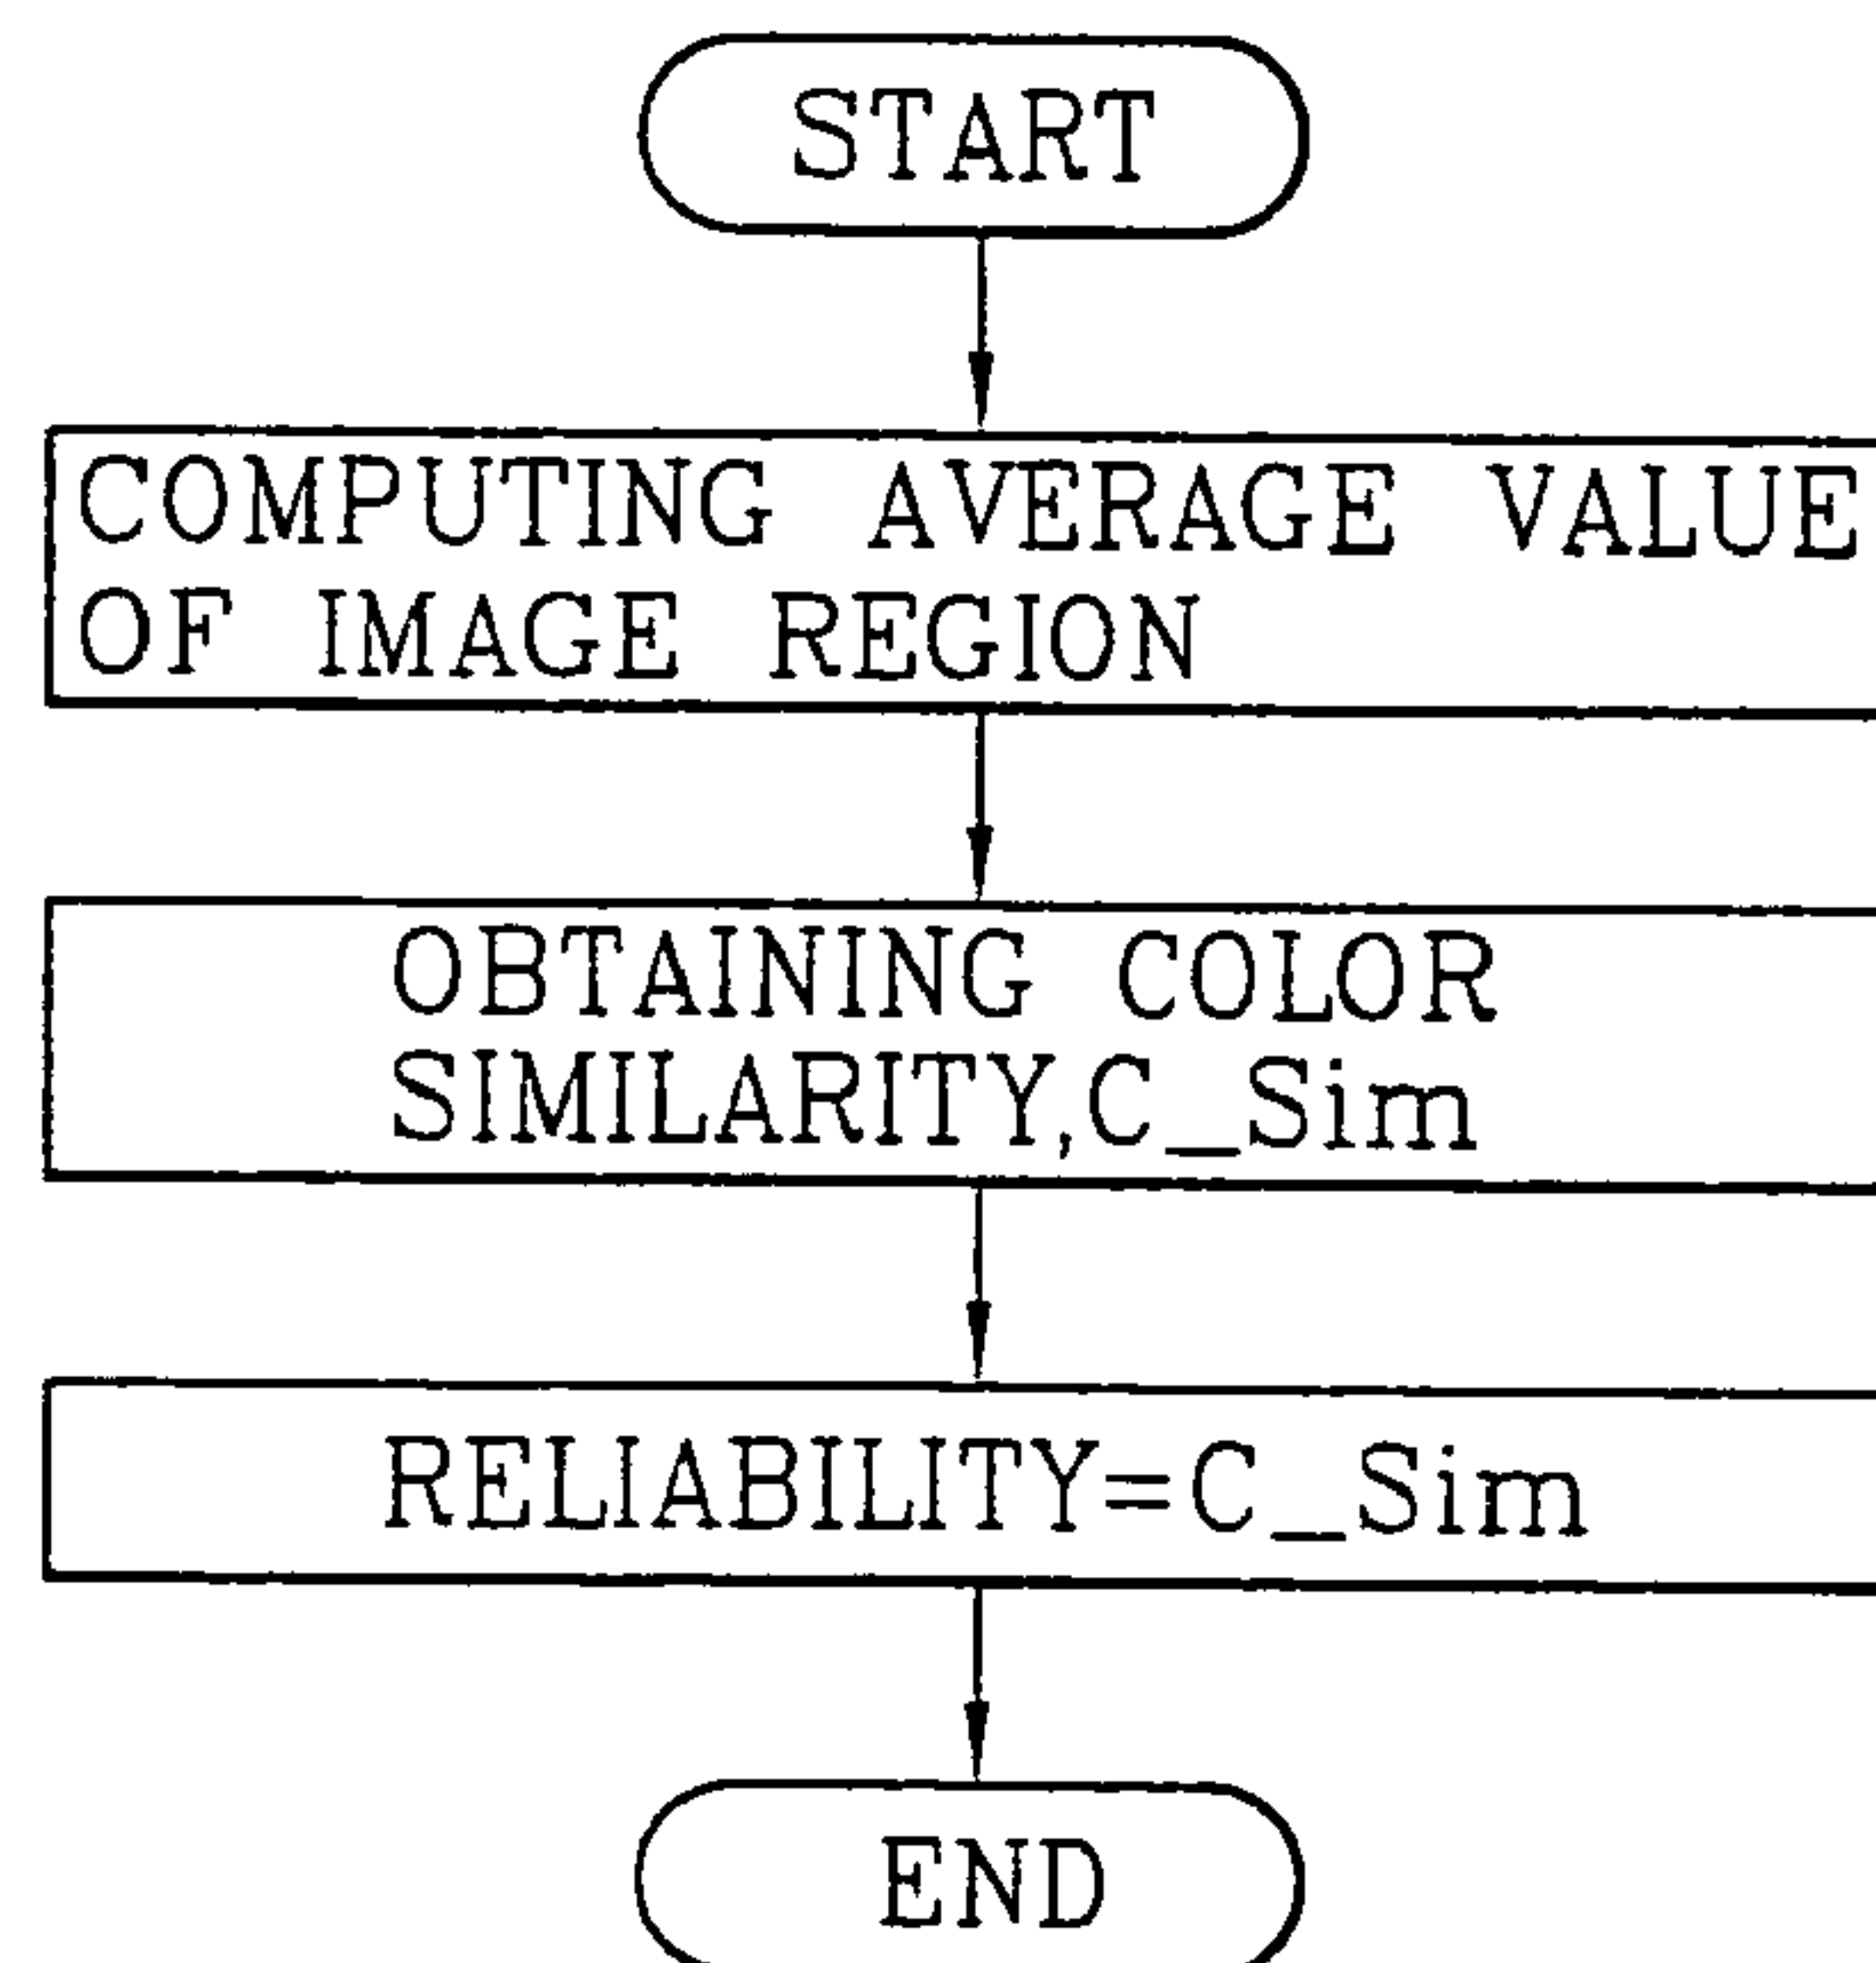 START
COMPUTING AVERAGE VALUE
OF IMAGE REGION
OBTAINING COLOR
SIMILARITY,C_Sim
RELIABILITY=C_Sim
END